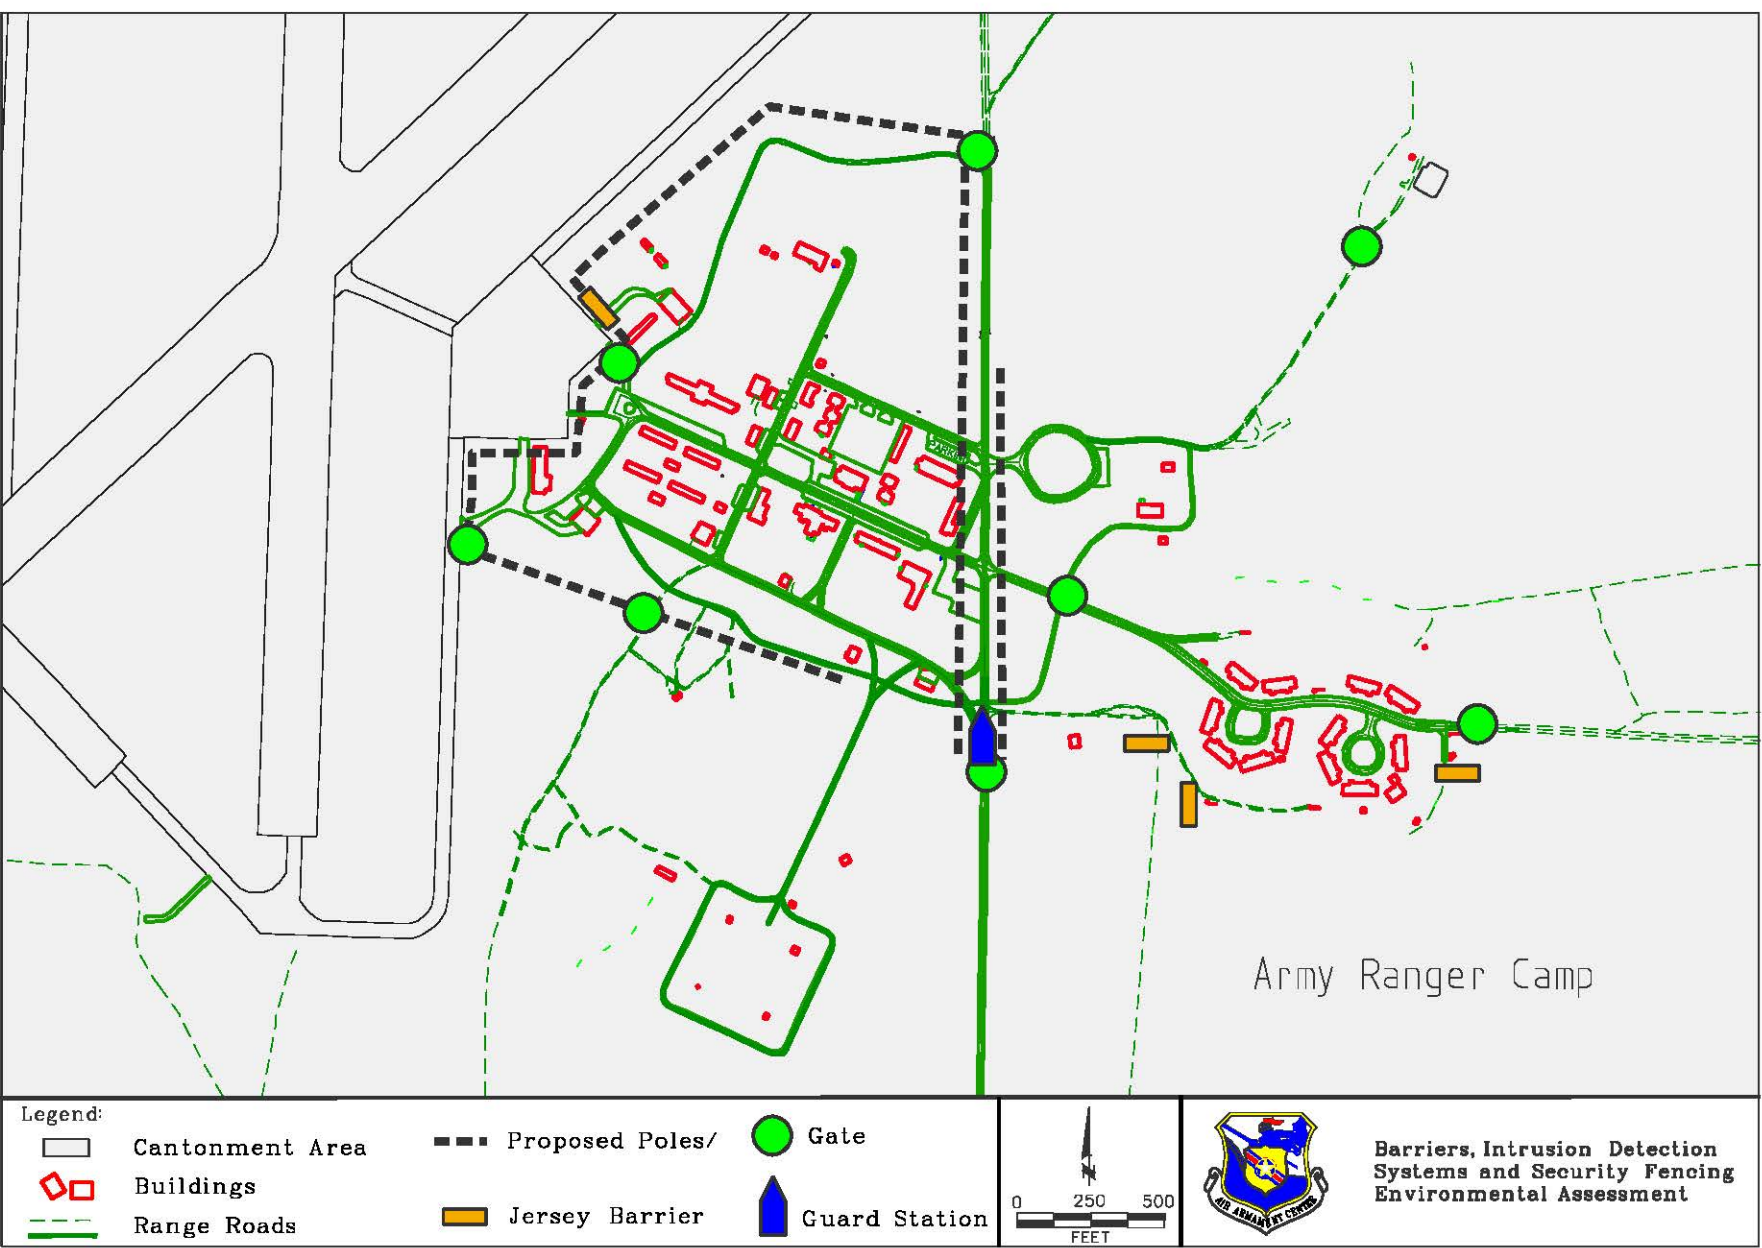 PARKING
Army Ranger Camp
Legend:
Cantonment Area
Buildings
Range Roads
Proposed Poles/
Jersey Barrier
Gate
Guard Station
0 250 500
FEET
AIR ARMAMENT CENTER
Barriers, Intrusion Detection
Systems and Security Fencing
Environmental Assessment